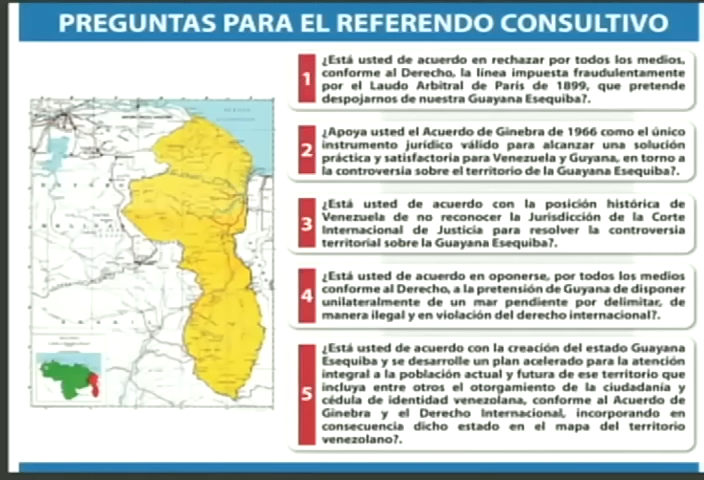 PREGUNTAS PARA EL REFERENDO CONSULTIVO
1
¿Está usted de acuerdo en rechazar por todos los medios,
conforme al Derecho, la línea impuesta fraudulentamente
por el Laudo Arbitral de París de 1899, que pretende
despojarnos de nuestra Guayana Esequiba?.
2
¿Apoya usted el Acuerdo de Ginebra de 1966 como el único
instrumento jurídico válido para alcanzar una solución
práctica y satisfactoria para Venezuela y Guyana, en torno a
la controversia sobre el territorio de la Guayana Esequiba?.
3
¿Está usted de acuerdo con la posición histórica de
Venezuela de no reconocer la Jurisdicción de la Corte
Internacional de Justicia para resolver la controversia
territorial sobre la Guayana Esequiba?.
4
¿Está usted de acuerdo en oponerse, por todos los medios
conforme al Derecho, a la pretensión de Guyana de disponer
unilateralmente de un mar pendiente por delimitar, de
manera ilegal y en violación del derecho internacional?.
5
¿Está usted de acuerdo con la creación del estado Guayana
Esequiba y se desarrolle un plan acelerado para la atención
integral a la población actual y futura de ese territorio que
incluya entre otros el otorgamiento de la ciudadanía y
cédula de identidad venezolana, conforme al Acuerdo de
Ginebra y el Derecho Internacional, incorporando en
consecuencia dicho estado en el mapa del territorio
venezolano?.